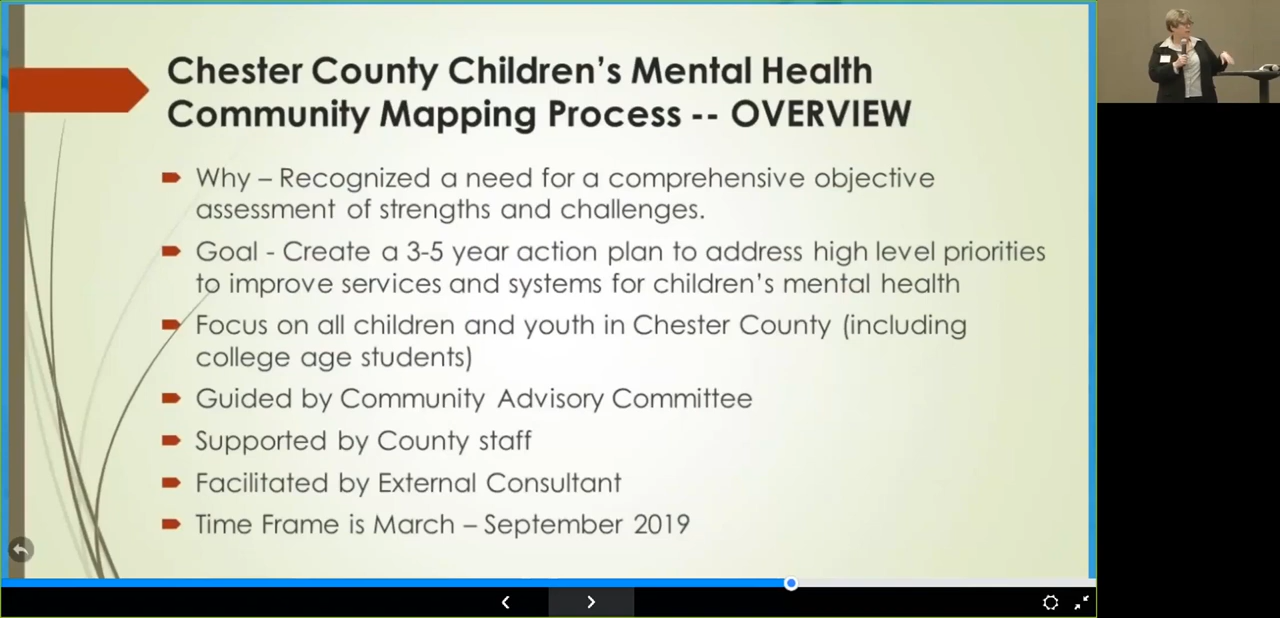 Chester County Children's Mental Health
Community Mapping Process -- OVERVIEW
Why – Recognized a need for a comprehensive objective
assessment of strengths and challenges.
Goal - Create a 3-5 year action plan to address high level priorities
to improve services and systems for children's mental health
Focus on all children and youth in Chester County (including
college age students)
Guided by Community Advisory Committee
Supported by County staff
Facilitated by External Consultant
Time Frame is March – September 2019